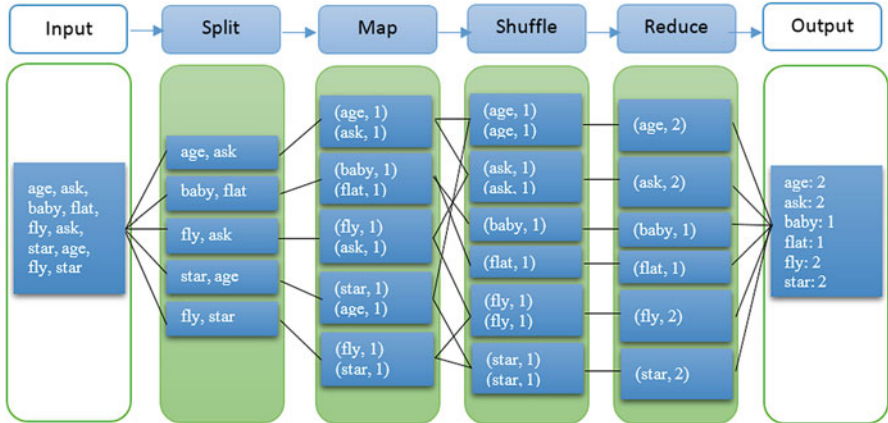 Input
Split
Map
Shuffle
Reduce
Output
age, ask,
baby, flat,
fly, ask,
star, age,
fly, star
age, ask
baby, flat
fly, ask
star, age
fly, star
(age, 1)
(ask, 1)
(baby, 1)
(flat, 1)
(fly, 1)
(ask, 1)
(star, 1)
(age, 1)
(fly, 1)
(star, 1)
(age, 1)
(age, 1)
(ask, 1)
(ask, 1)
(baby, 1)
(flat, 1)
(fly, 1)
(fly, 1)
(star, 1)
(star, 1)
(age, 2)
(ask, 2)
(baby, 1)
(flat, 1)
(fly, 2)
(star, 2)
age: 2
ask: 2
baby: 1
flat: 1
fly: 2
star: 2